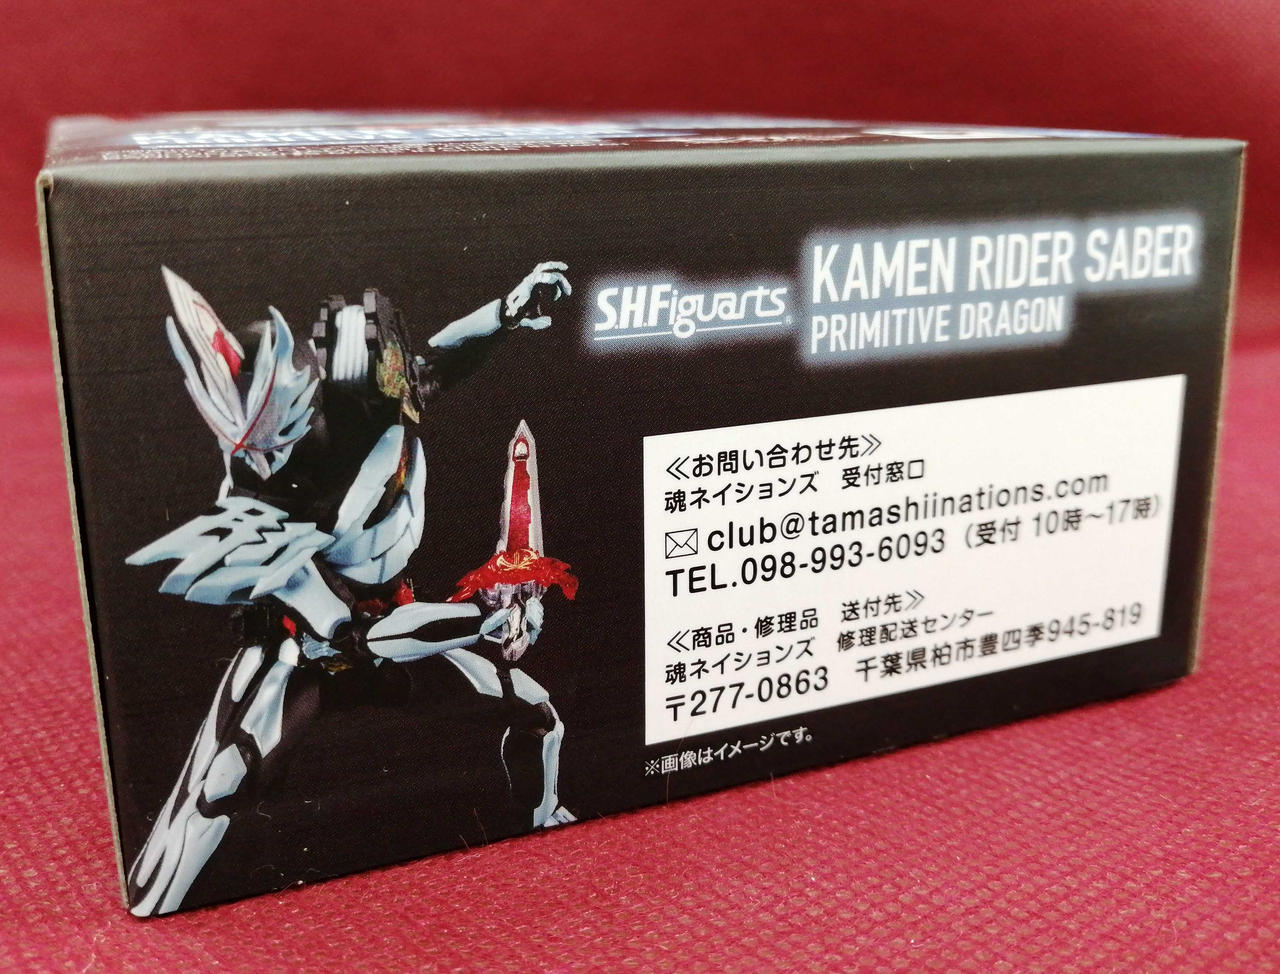 S.H.Figuarts
KAMEN RIDER SABER
PRIMITIVE DRAGON
≪お問い合わせ先≫
魂ネイションズ 受付窓口
club@tamashiinations.com
TEL.098-993-6093（受付 10時～17時）
≪商品・修理品 送付先≫
魂ネイションズ 修理配送センター
〒277-0863 千葉県柏市豊四季945-819
※画像はイメージです。